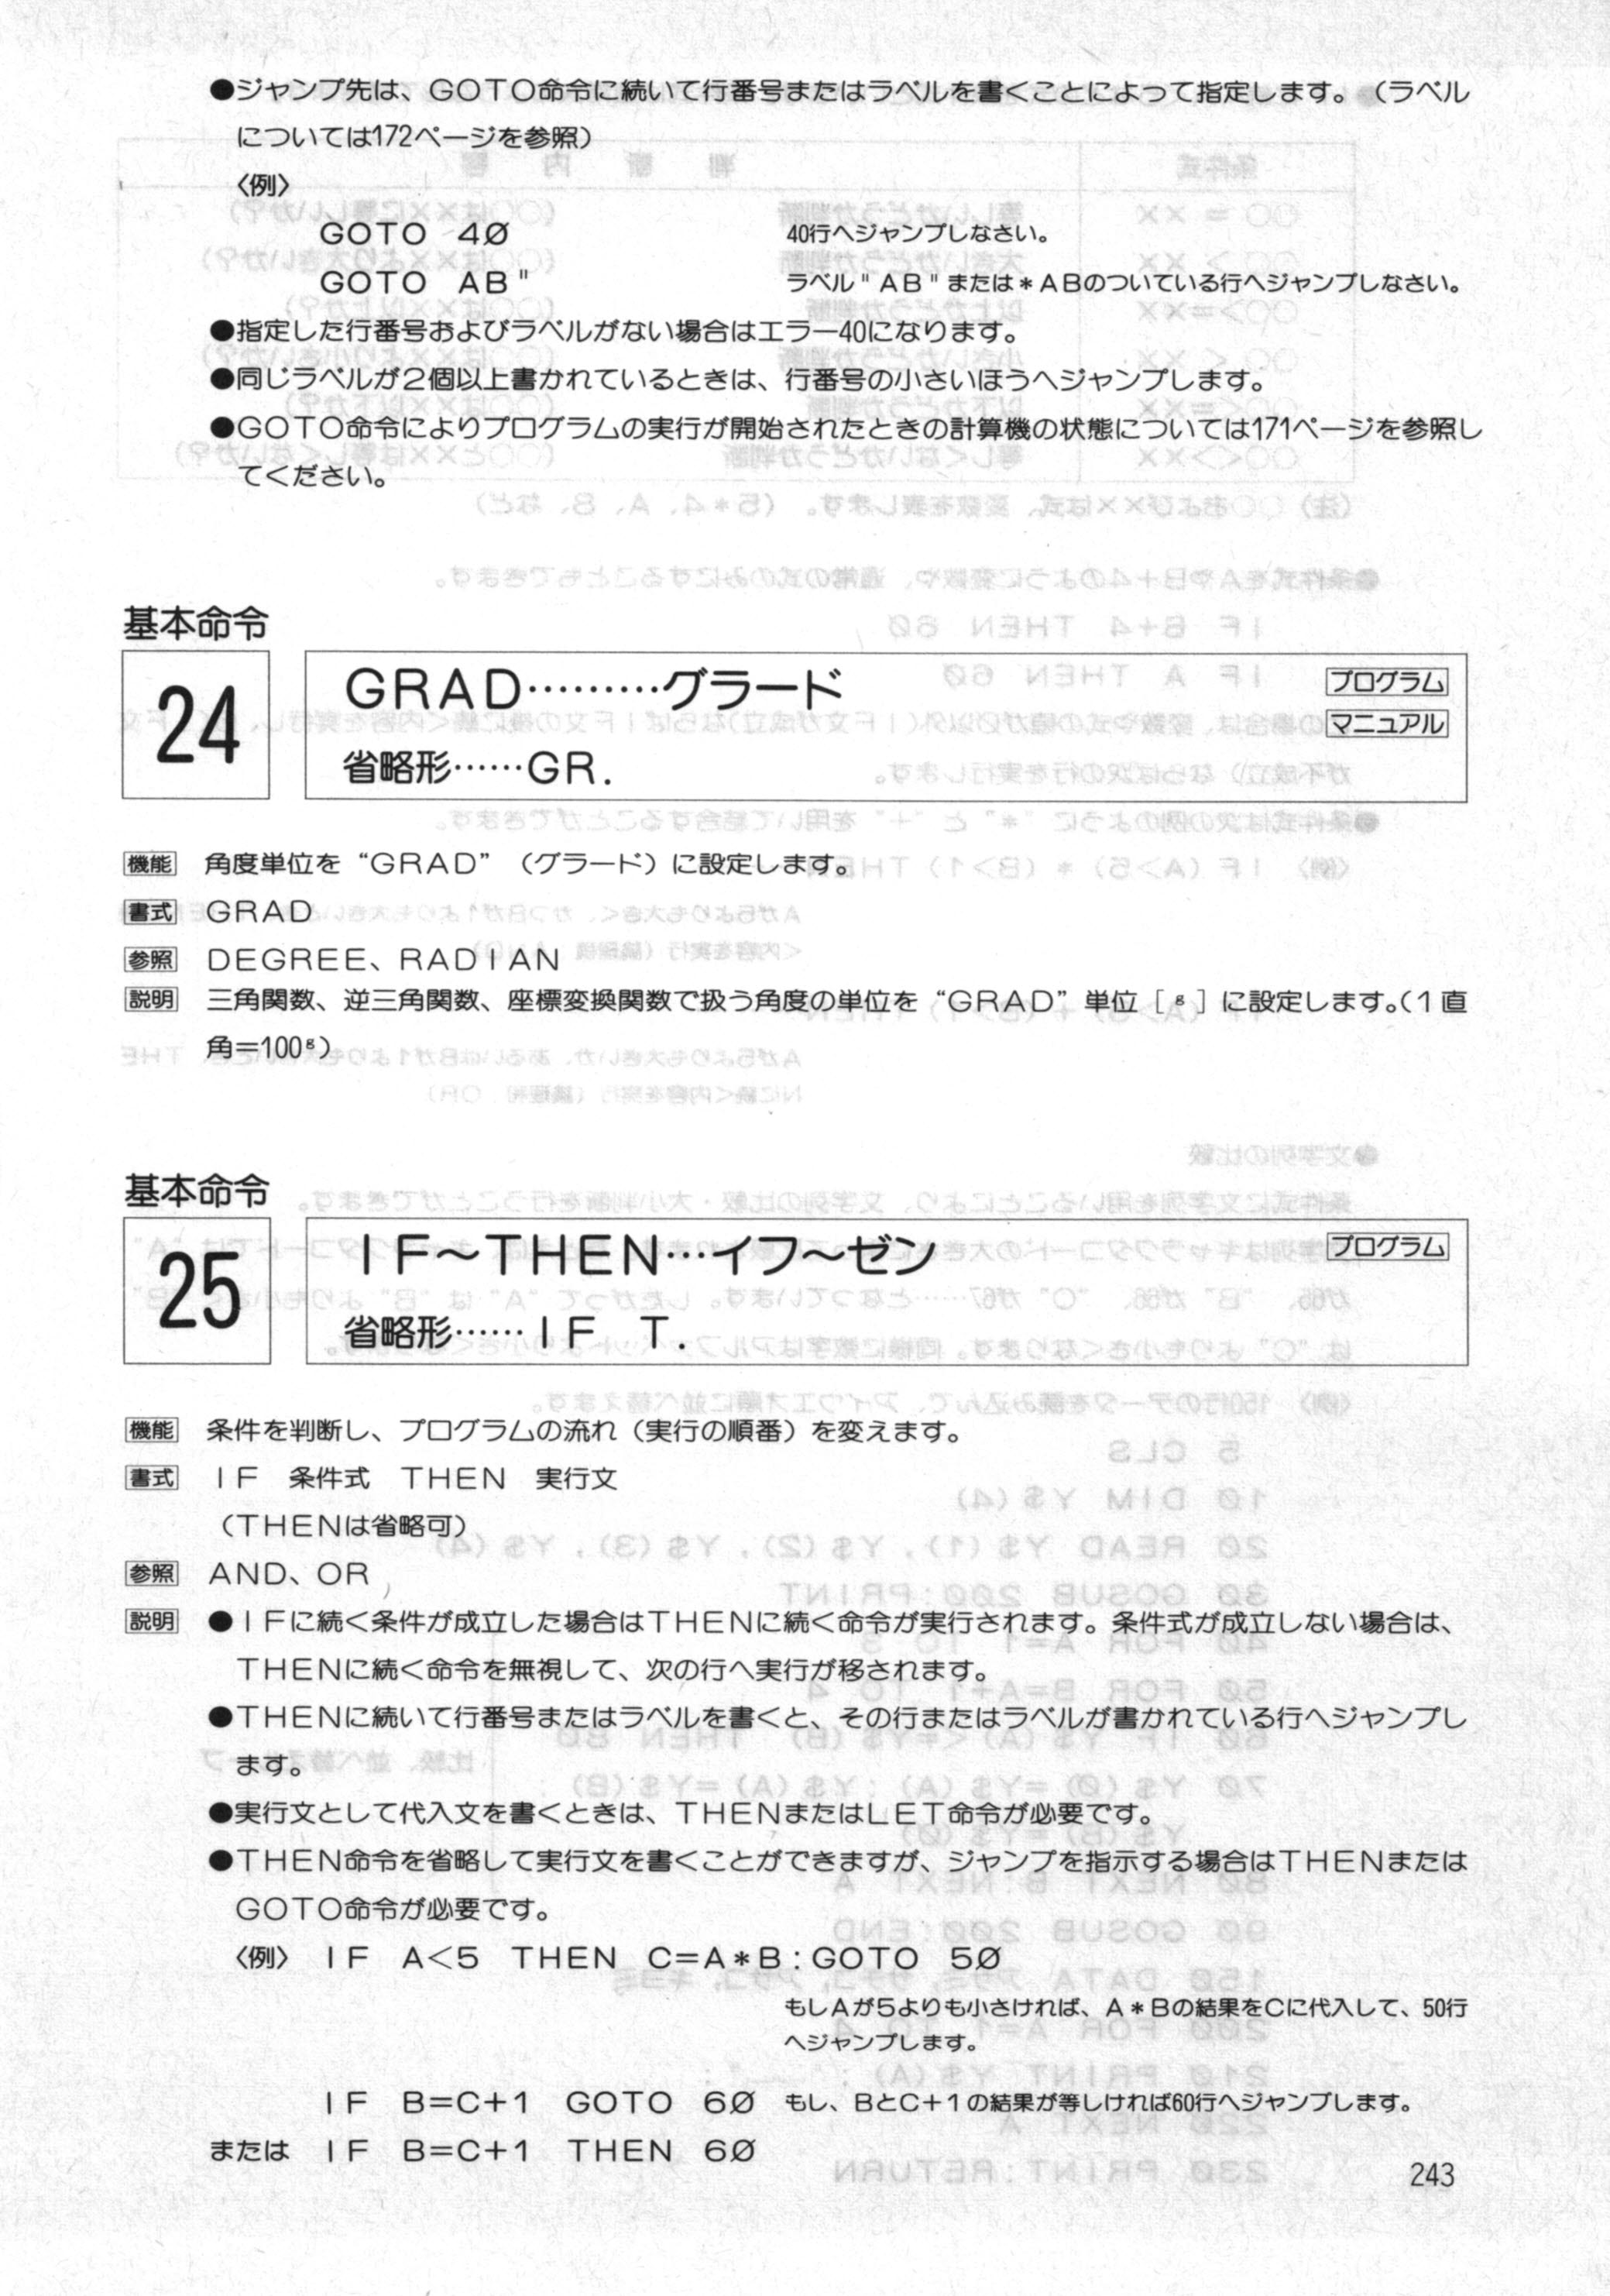 ●ジャンプ先は、GOTO命令に続いて行番号またはラベルを書くことによって指定します。（ラベル
については172ページを参照）
〈例〉
GOTO 40 40行へジャンプしなさい。
GOTO AB" ラベル"AB"または＊ABのついている行へジャンプしなさい。
●指定した行番号およびラベルがない場合はエラー40になります。
●同じラベルが2個以上書かれているときは、行番号の小さいほうへジャンプします。
●GOTO命令によりプログラムの実行が開始されたときの計算機の状態については171ページを参照し
てください。
基本命令
24
GRAD………グラード プログラム
マニュアル
省略形……GR.
機能 角度単位を“GRAD”（グラード）に設定します。
書式 GRAD
参照 DEGREE、RADIAN
説明 三角関数、逆三角関数、座標変換関数で扱う角度の単位を“GRAD”単位［ᵍ］に設定します。(1直
角＝100ᵍ)
基本命令
25
IF～THEN…イフ～ゼン プログラム
省略形……IF T.
機能 条件を判断し、プログラムの流れ（実行の順番）を変えます。
書式 IF 条件式 THEN 実行文
（THENは省略可）
参照 AND、OR
説明 ●IFに続く条件が成立した場合はTHENに続く命令が実行されます。条件式が成立しない場合は、
THENに続く命令を無視して、次の行へ実行が移されます。
●THENに続いて行番号またはラベルを書くと、その行またはラベルが書かれている行へジャンプし
ます。
●実行文として代入文を書くときは、THENまたはLET命令が必要です。
●THEN命令を省略して実行文を書くことができますが、ジャンプを指示する場合はTHENまたは
GOTO命令が必要です。
〈例〉 IF A<5 THEN C=A＊B:GOTO 50
もしAが5よりも小さければ、A＊Bの結果をCに代入して、50行
へジャンプします。
IF B=C+1 GOTO 60 もし、BとC+1の結果が等しければ60行へジャンプします。
または IF B=C+1 THEN 60
243